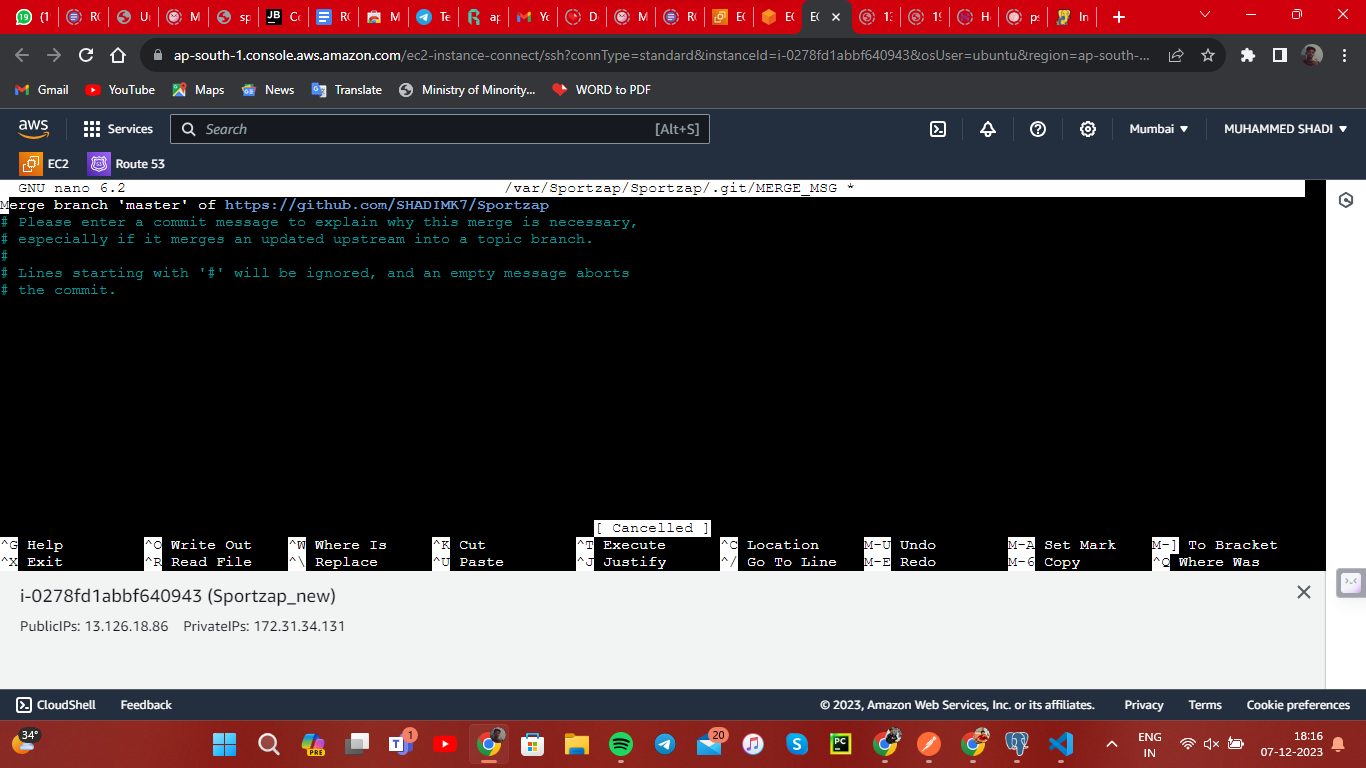 (1
RC
Ur
M
sp
Co
RC
M
Te
ap
Yo
D
M
RC
EC
EC
EC
13
19
H
ps
In
ap-south-1.console.aws.amazon.com/ec2-instance-connect/ssh?connType=standard&instanceId=i-0278fd1abbf640943&osUser=ubuntu&region=ap-south-...
Gmail YouTube Maps News Translate Ministry of Minority... WORD to PDF
aws Services Search [Alt+S] Mumbai MUHAMMED SHADI
EC2 Route 53
GNU nano 6.2 /var/Sportzap/Sportzap/.git/MERGE_MSG *
Merge branch 'master' of https://github.com/SHADIMK7/Sportzap
# Please enter a commit message to explain why this merge is necessary,
# especially if it merges an updated upstream into a topic branch.
#
# Lines starting with '#' will be ignored, and an empty message aborts
# the commit.
[ Cancelled ]
^G Help ^O Write Out ^W Where Is ^K Cut ^T Execute ^C Location M-U Undo M-A Set Mark M-] To Bracket
^X Exit ^R Read File ^\ Replace ^U Paste ^J Justify ^/ Go To Line M-E Redo M-6 Copy ^Q Where Was
i-0278fd1abbf640943 (Sportzap_new)
PublicIPs: 13.126.18.86 PrivateIPs: 172.31.34.131
CloudShell Feedback © 2023, Amazon Web Services, Inc. or its affiliates. Privacy Terms Cookie preferences
34° PRE 1 20 ENG 18:16
IN 07-12-2023